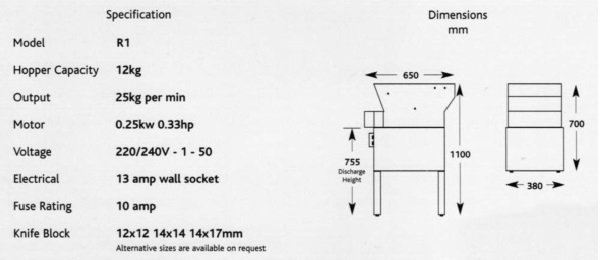 Specification
Model R1
Hopper Capacity 12kg
Output 25kg per min
Motor 0.25kw 0.33hp
Voltage 220/240V - 1 - 50
Electrical 13 amp wall socket
Fuse Rating 10 amp
Knife Block 12x12 14x14 14x17mm
Alternative sizes are available on request:
Dimensions
mm
650
755
Discharge
Height
1100
700
380